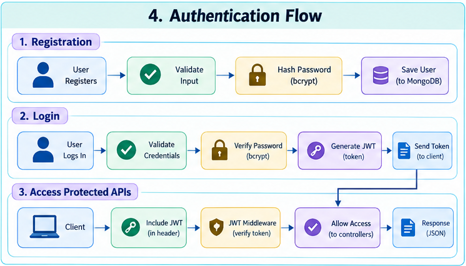 4. Authentication Flow
1. Registration
User
Registers
Validate
Input
Hash Password
(bcrypt)
Save User
(to MongoDB)
2. Login
User
Logs In
Validate
Credentials
Verify Password
(bcrypt)
Generate JWT
(token)
Send Token
(to client)
3. Access Protected APIs
Client
Include JWT
(in header)
JWT Middleware
(verify token)
Allow Access
(to controllers)
Response
(JSON)